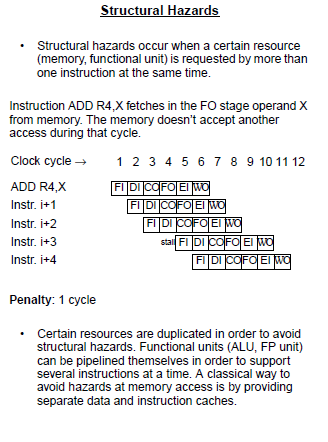 Structural Hazards
• Structural hazards occur when a certain resource
(memory, functional unit) is requested by more than
one instruction at the same time.
Instruction ADD R4,X fetches in the FO stage operand X
from memory. The memory doesn't accept another
access during that cycle.
Clock cycle → 1 2 3 4 5 6 7 8 9 10 11 12
ADD R4,X FI DI CO FO EI WO
Instr. i+1 FI DI CO FO EI WO
Instr. i+2 FI DI CO FO EI WO
Instr. i+3 stall FI DI CO FO EI WO
Instr. i+4 FI DI CO FO EI WO
Penalty: 1 cycle
• Certain resources are duplicated in order to avoid
structural hazards. Functional units (ALU, FP unit)
can be pipelined themselves in order to support
several instructions at a time. A classical way to
avoid hazards at memory access is by providing
separate data and instruction caches.